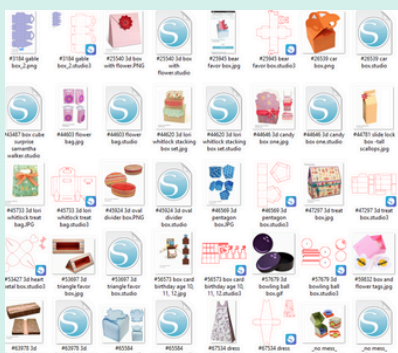 #3184 gable
box_2.png
#3184 gable
box_2.studio3
#25540 3d box
with flower.PNG
#25540 3d box
with
flower.studio
#25945 bear
favor box.jpg
#25945 bear
favor box.studio3
#26539 car
box.png
#26539 car
box.studio
#43487 box cube
surprise
samantha
walker.studio
#44603 flower
bag.jpg
#44603 flower
bag.studio
#44620 3d lori
whitlock stacking
box set.jpg
#44620 3d lori
whitlock stacking
box set.studio
#44646 3d candy
box one.jpg
#44646 3d candy
box one.studio
#44781 slide lock
box -tall
scallops.jpg
#45733 3d lori
whitlock treat
bag.JPG
#45733 3d lori
whitlock treat
bag.studio3
#45924 3d oval
divider box.PNG
#45924 3d oval
divider
box.studio
#46569 3d
pentagon
box.JPG
#46569 3d
pentagon
box.studio3
#47297 3d treat
box.jpg
#47297 3d treat
box.studio3
#53427 3d heart
petal box.studio3
#53697 3d
triangle favor
box.jpg
#53697 3d
triangle favor
box.studio
#56573 box card
birthday age 10,
11, 12.jpg
#56573 box card
birthday age 10,
11, 12.studio3
#57679 3d
bowling ball
box.gif
#57679 3d
bowling ball
box.studio3
#59832 box and
flower tags.jpg
#63978 3d
#63978 3d
#65584
#65584
#67534 dress
#67534 dress
_no mess_
_no mess_